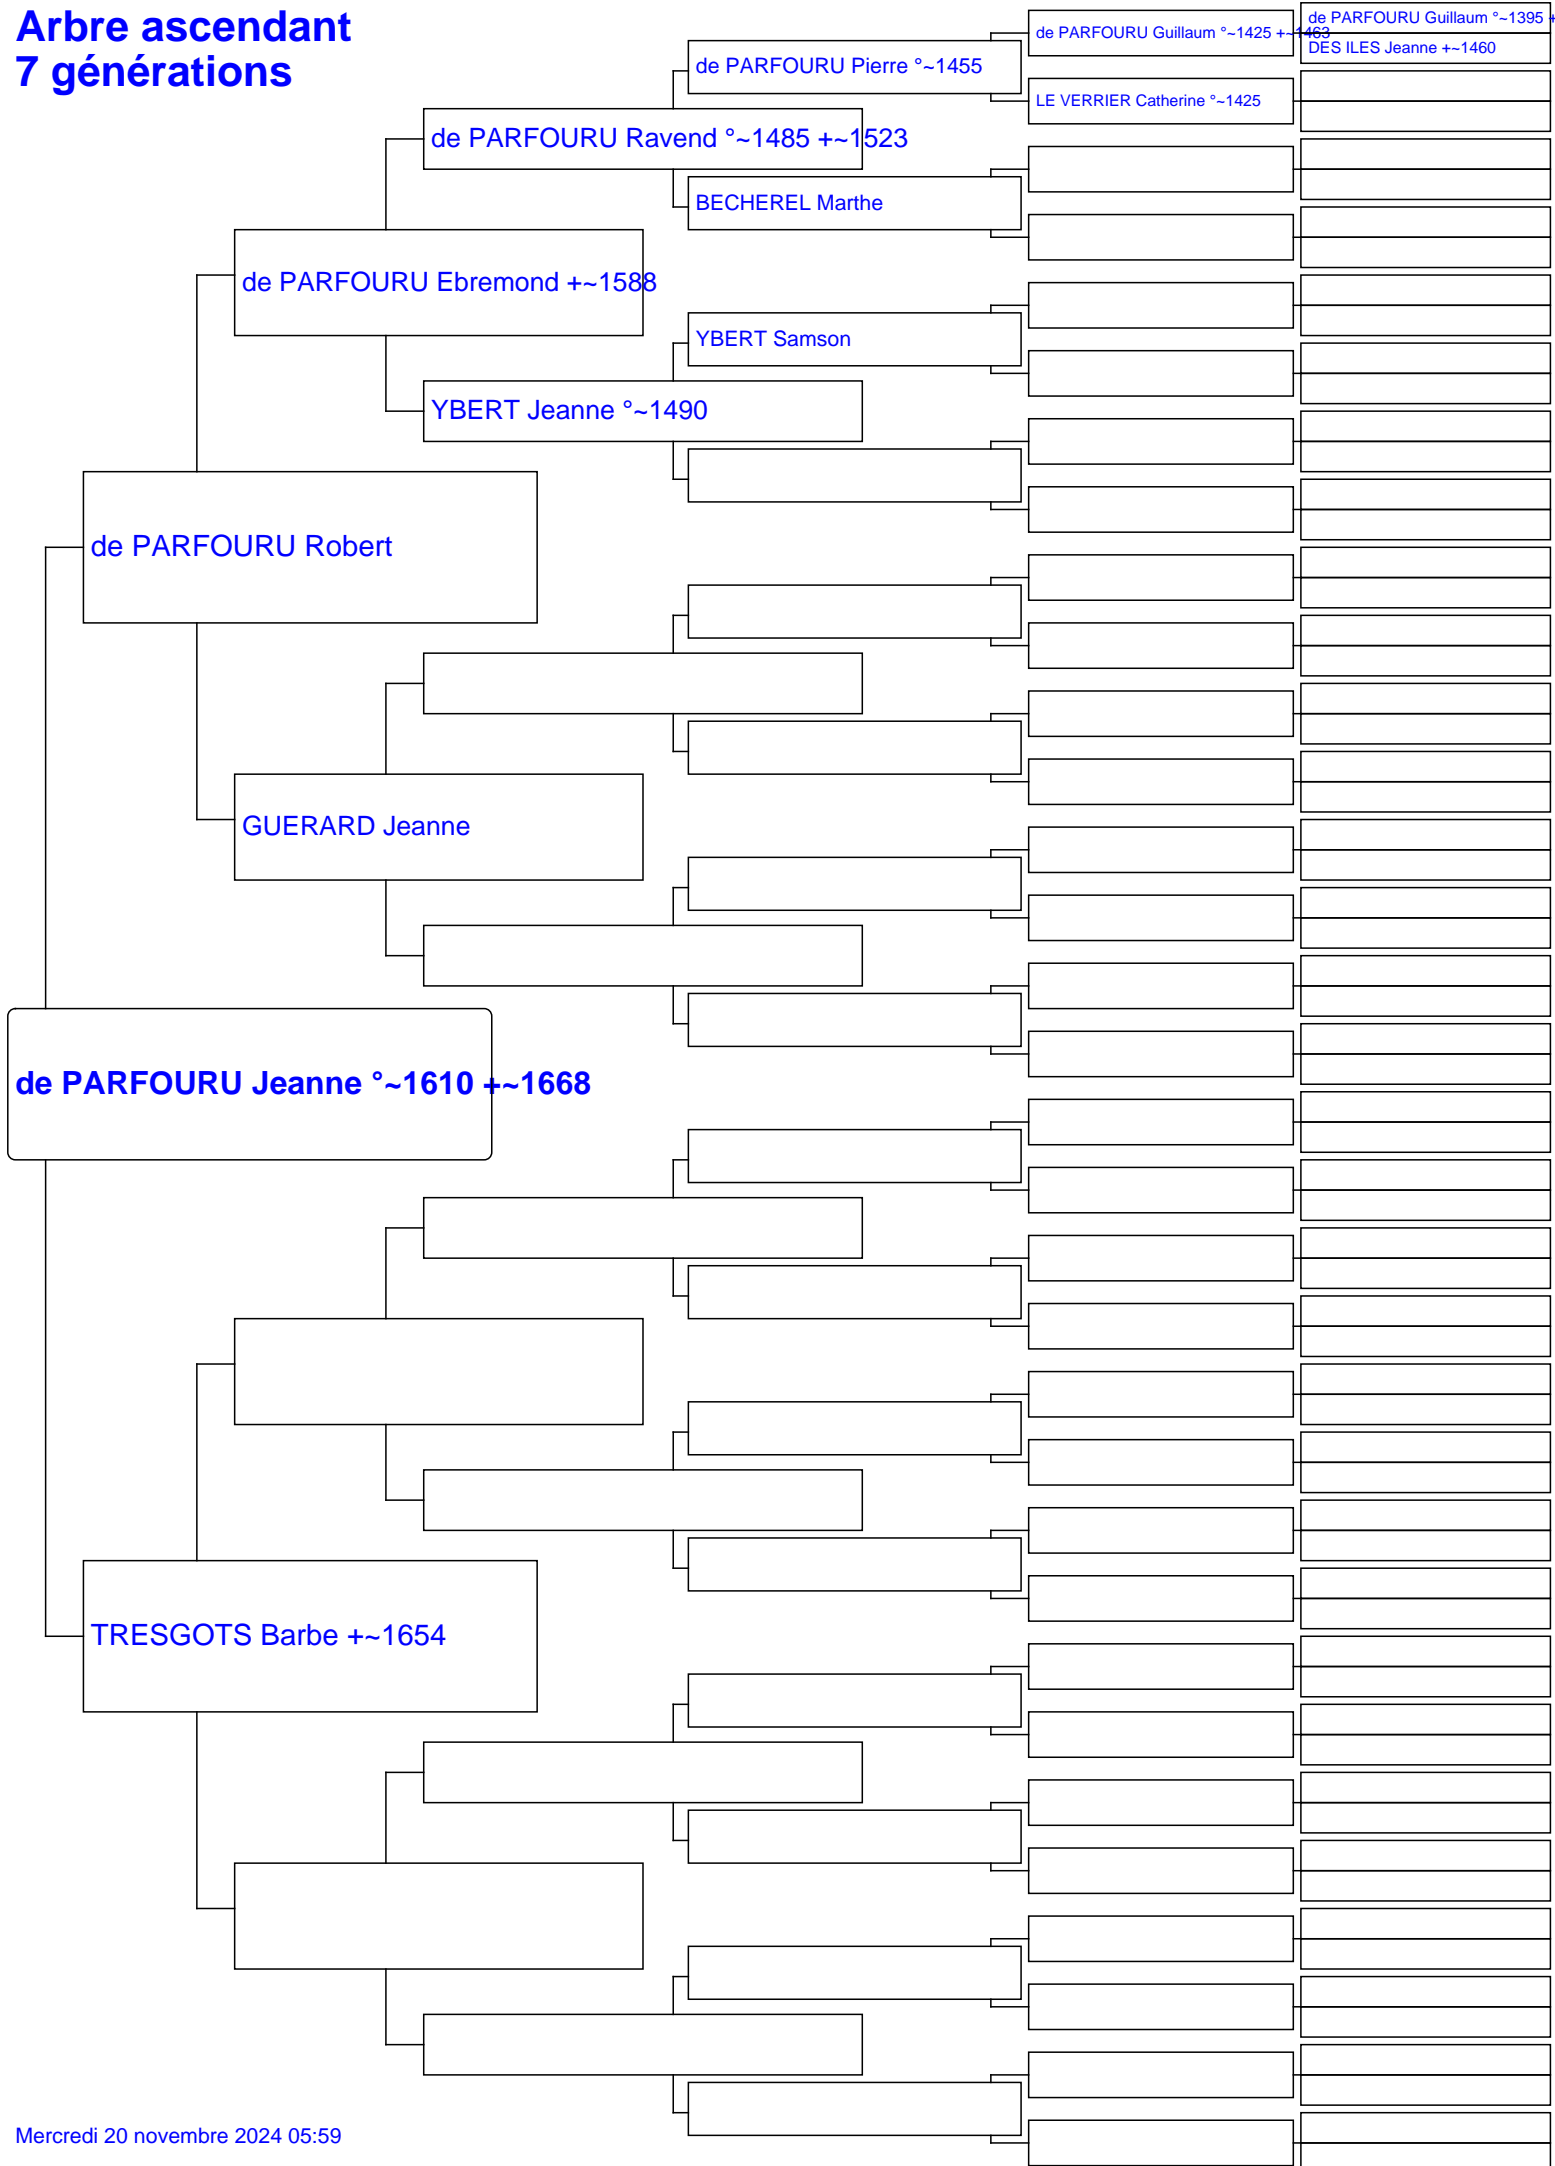 Arbre ascendant
7 générations
de PARFOURU Guillaum °~1395 +
de PARFOURU Guillaum °~1425 +~1463
DES ILES Jeanne +~1460
de PARFOURU Pierre °~1455
LE VERRIER Catherine °~1425
de PARFOURU Ravend °~1485 +~1523
BECHEREL Marthe
de PARFOURU Ebremond +~1588
YBERT Samson
YBERT Jeanne °~1490
de PARFOURU Robert
GUERARD Jeanne
de PARFOURU Jeanne °~1610 +~1668
TRESGOTS Barbe +~1654
Mercredi 20 novembre 2024 05:59